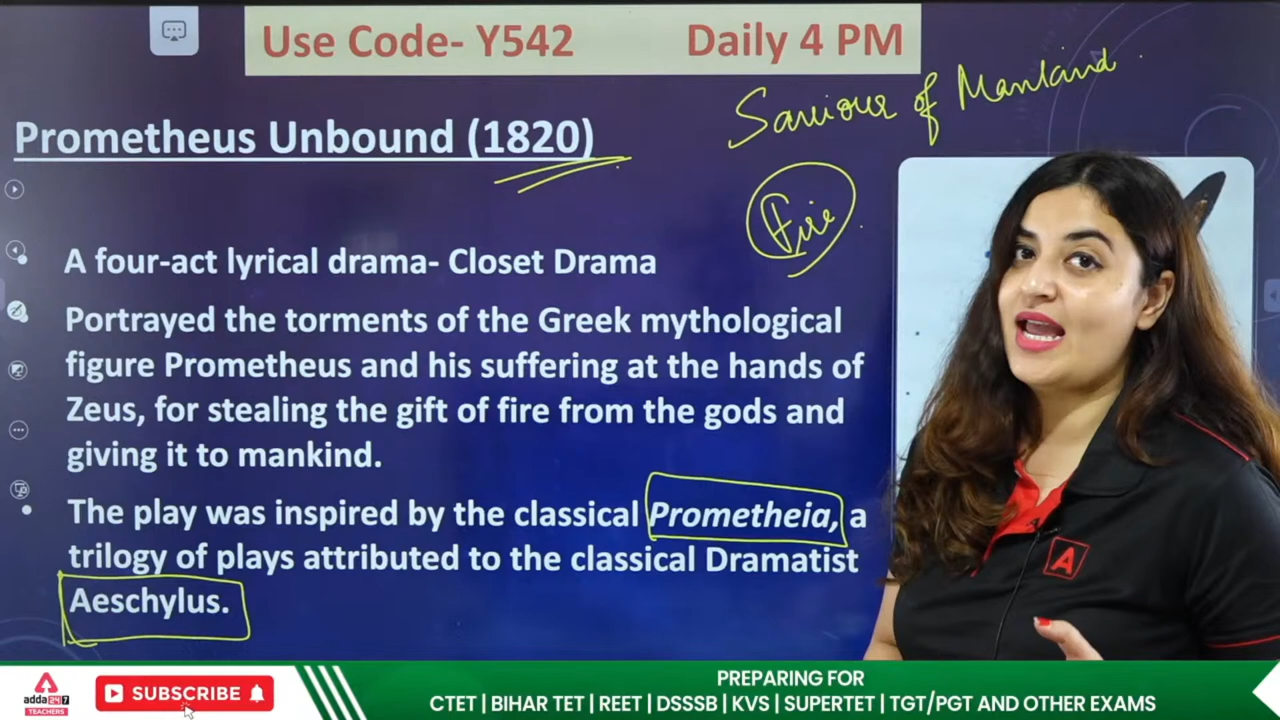 Use Code- Y542 Daily 4 PM
Saviour of Mankind
Prometheus Unbound (1820)
Fire
A four-act lyrical drama- Closet Drama
Portrayed the torments of the Greek mythological
figure Prometheus and his suffering at the hands of
Zeus, for stealing the gift of fire from the gods and
giving it to mankind.
• The play was inspired by the classical Prometheia, a
trilogy of plays attributed to the classical Dramatist
Aeschylus.
A
adda247
TEACHERS
SUBSCRIBE
PREPARING FOR
CTET | BIHAR TET | REET | DSSSB | KVS | SUPERTET | TGT/PGT AND OTHER EXAMS